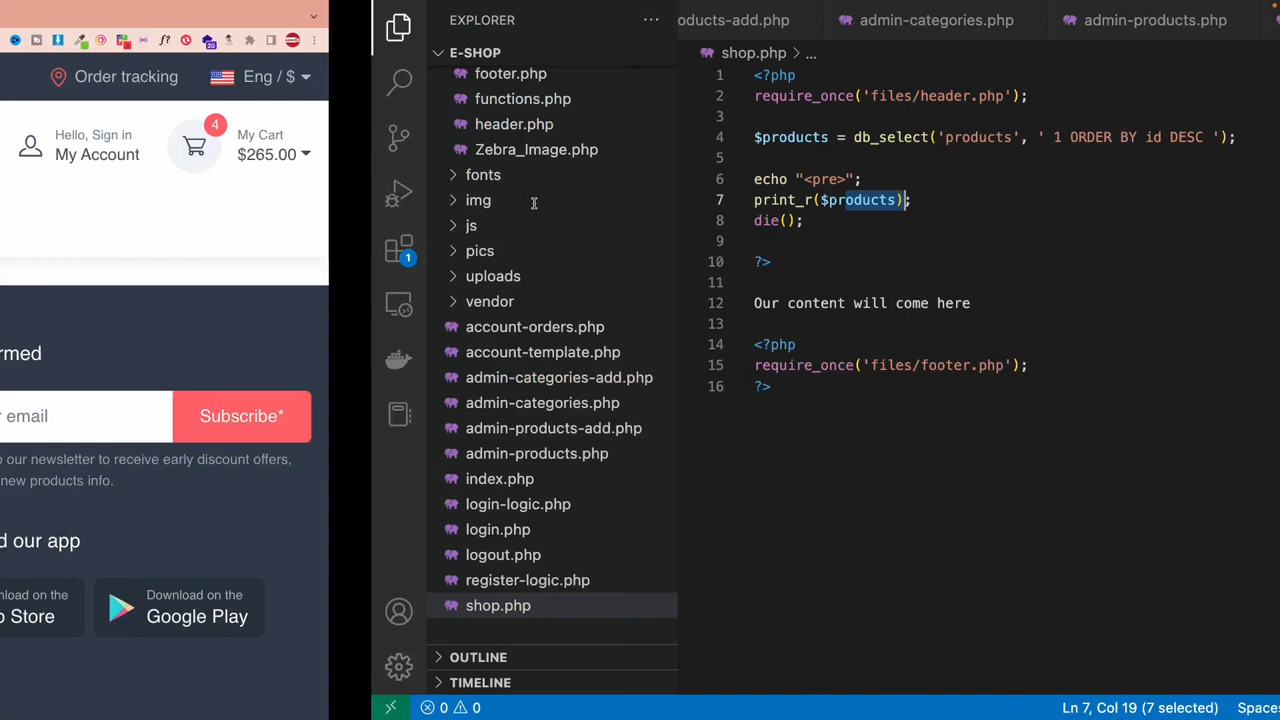 Order tracking
Eng / $
4
Hello, Sign in
My Account
My Cart
$265.00
rmed
r email
Subscribe*
o our newsletter to receive early discount offers,
new products info.
d our app
nload on the
p Store
Download on the
Google Play
20
f?
EXPLORER
E-SHOP
footer.php
functions.php
header.php
Zebra_Image.php
fonts
img
js
pics
uploads
vendor
account-orders.php
account-template.php
admin-categories-add.php
admin-categories.php
admin-products-add.php
admin-products.php
index.php
login-logic.php
login.php
logout.php
register-logic.php
shop.php
OUTLINE
TIMELINE
1
oducts-add.php
admin-categories.php
admin-products.php
shop.php > ...
1 <?php
2 require_once('files/header.php');
3
4 $products = db_select('products', ' 1 ORDER BY id DESC ');
5
6 echo "<pre>";
7 print_r($products);
8 die();
9
10 ?>
11
12 Our content will come here
13
14 <?php
15 require_once('files/footer.php');
16 ?>
0 0
Ln 7, Col 19 (7 selected)
Spaces